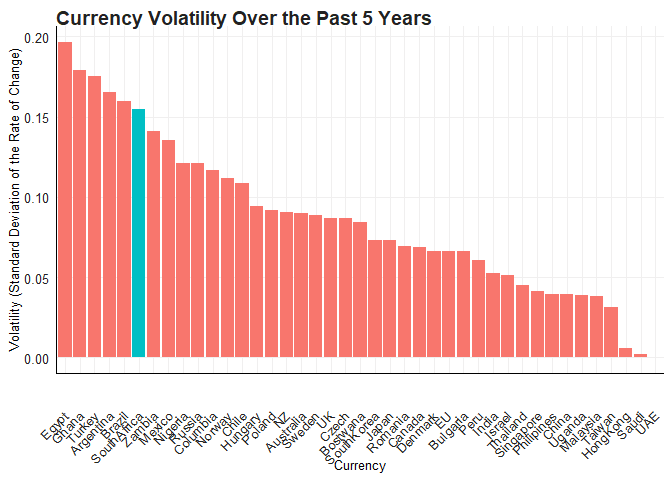 Currency Volatility Over the Past 5 Years
Volatility (Standard Deviation of the Rate of Change)
0.20
0.15
0.10
0.05
0.00
Egypt
Ghana
Turkey
Argentina
Brazil
SouthAfrica
Zambia
Mexico
Nigeria
Russia
Columbia
Norway
Chile
Hungary
Poland
NZ
Australia
Sweden
UK
Czech
Bostwana
SouthKorea
Japan
Romania
Canada
Denmark
EU
Bulgaria
Peru
India
Israel
Thailand
Singapore
Philipines
China
Uganda
Malaysia
Taiwan
HongKong
Saudi
UAE
Currency